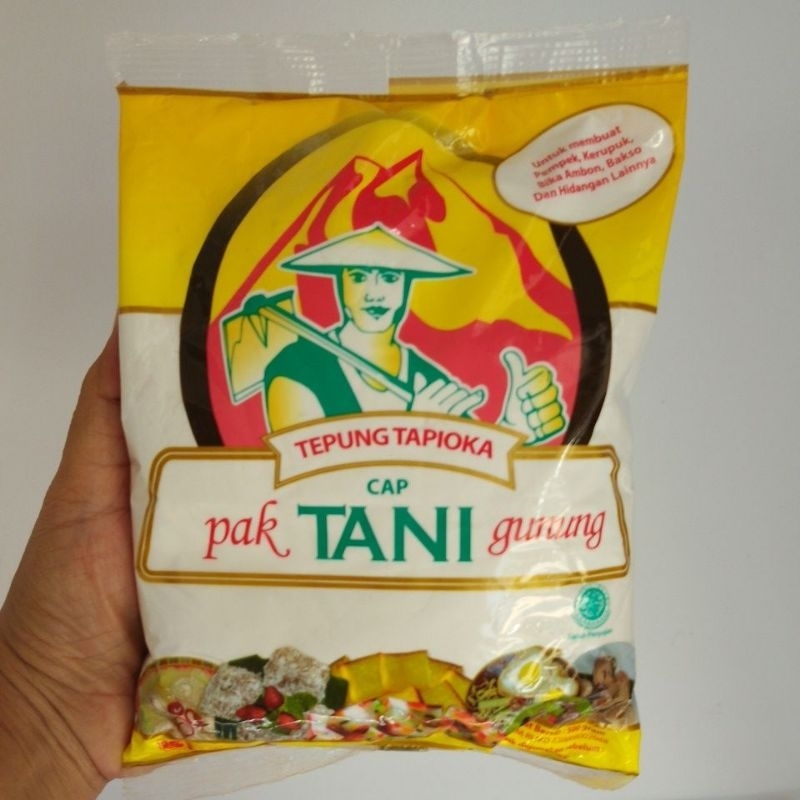 Untuk membuat
Pempek, Kerupuk,
Bika Ambon, Bakso
Dan Hidangan Lainnya
TEPUNG TAPIOKA
CAP
pak TANI gunung